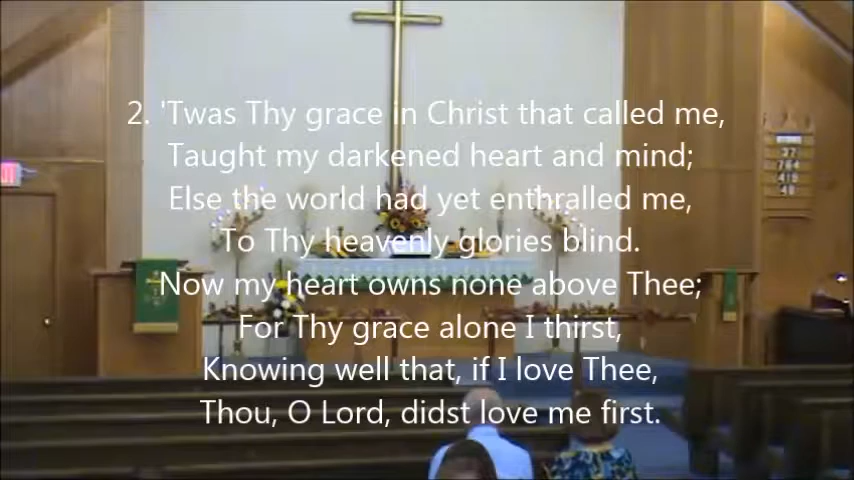 2. 'Twas Thy grace in Christ that called me,
Taught my darkened heart and mind;
Else the world had yet enthralled me,
To Thy heavenly glories blind.
Now my heart owns none above Thee;
For Thy grace alone I thirst,
Knowing well that, if I love Thee,
Thou, O Lord, didst love me first.
37
764
419
48